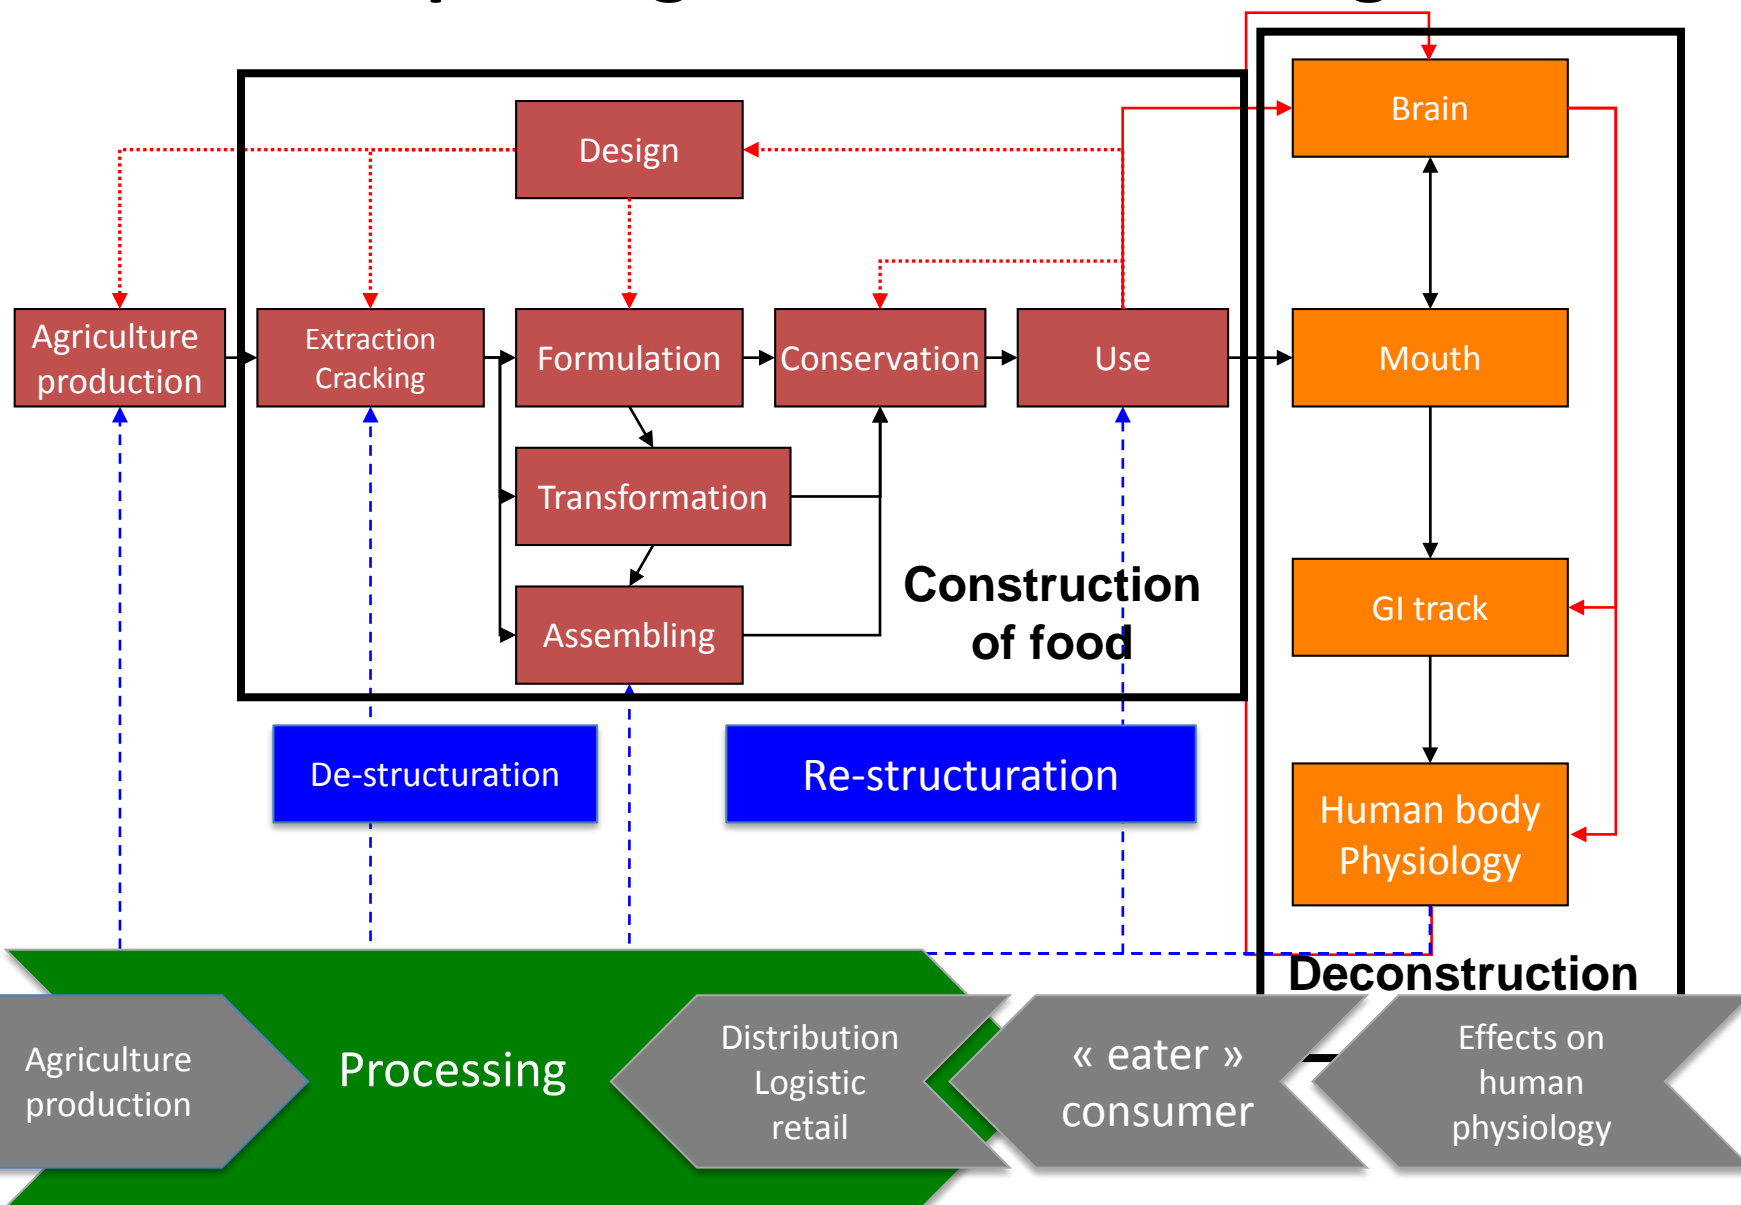 Brain
Design
Agriculture
production
Extraction
Cracking
Formulation
Conservation
Use
Mouth
Transformation
Construction
of food
GI track
Assembling
De-structuration
Re-structuration
Human body
Physiology
Deconstruction
Agriculture
production
Processing
Distribution
Logistic
retail
« eater »
consumer
Effects on
human
physiology